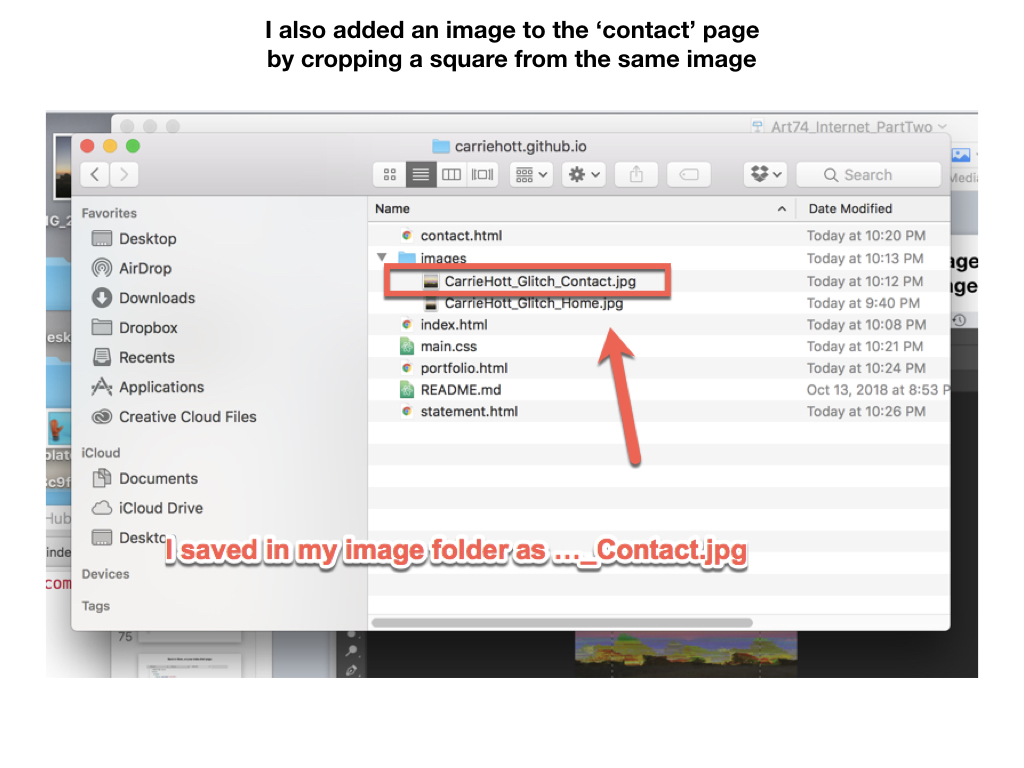 I also added an image to the ‘contact’ page
by cropping a square from the same image
Art74_Internet_PartTwo
carriehott.github.io
Search
Favorites
Desktop
AirDrop
Downloads
Dropbox
Recents
Applications
Creative Cloud Files
iCloud
Documents
iCloud Drive
Devices
Tags
Name Date Modified
contact.html Today at 10:20 PM
images Today at 10:13 PM
CarrieHott_Glitch_Contact.jpg Today at 10:12 PM
CarrieHott_Glitch_Home.jpg Today at 9:40 PM
index.html Today at 10:08 PM
main.css Today at 10:21 PM
portfolio.html Today at 10:24 PM
README.md Oct 13, 2018 at 8:53 P
statement.html Today at 10:26 PM
I saved in my image folder as …_Contact.jpg
75